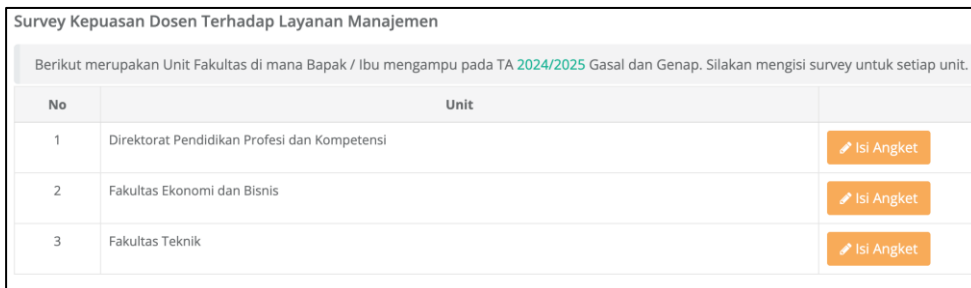 Survey Kepuasan Dosen Terhadap Layanan Manajemen
Berikut merupakan Unit Fakultas di mana Bapak / Ibu mengampu pada TA 2024/2025 Gasal dan Genap. Silakan mengisi survey untuk setiap unit.
No Unit
1 Direktorat Pendidikan Profesi dan Kompetensi Isi Angket
2 Fakultas Ekonomi dan Bisnis Isi Angket
3 Fakultas Teknik Isi Angket